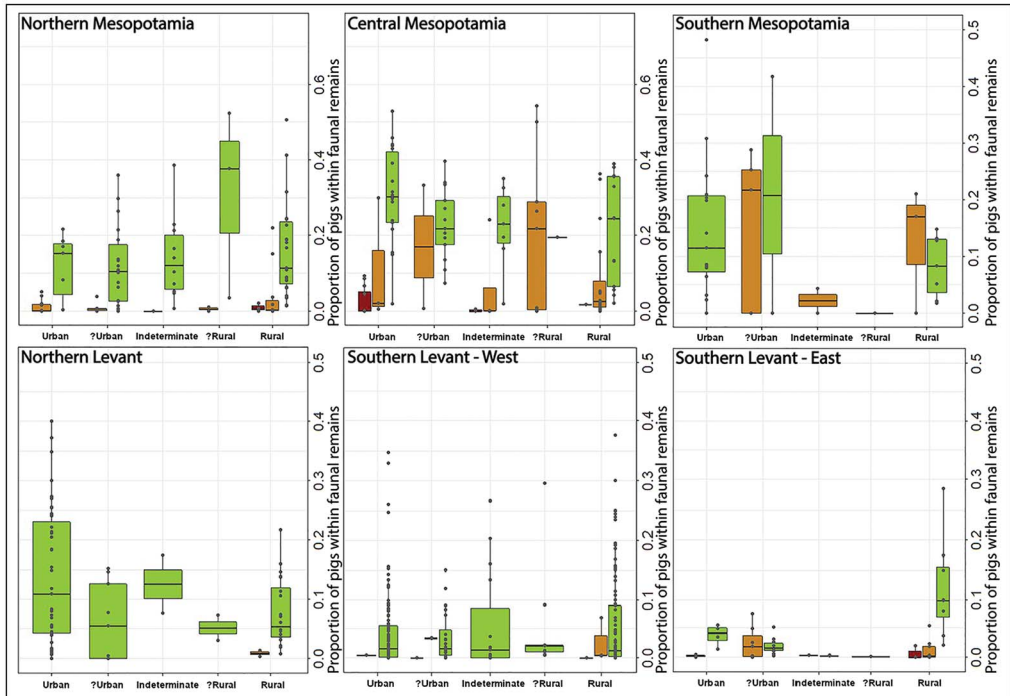 Northern Mesopotamia
0.6
0.4
0.2
0.0
Proportion of pigs within faunal remains
Urban ?Urban Indeterminate ?Rural Rural
Central Mesopotamia
0.6
0.4
0.2
0.0
Proportion of pigs within faunal remains
Urban ?Urban Indeterminate ?Rural Rural
Southern Mesopotamia
0.5
0.4
0.3
0.2
0.1
0.0
Proportion of pigs within faunal remains
Urban ?Urban Indeterminate ?Rural Rural
Northern Levant
0.5
0.4
0.3
0.2
0.1
0.0
Proportion of pigs within faunal remains
Urban ?Urban Indeterminate ?Rural Rural
Southern Levant - West
0.5
0.4
0.3
0.2
0.1
0.0
Proportion of pigs within faunal remains
Urban ?Urban Indeterminate ?Rural Rural
Southern Levant - East
0.5
0.4
0.3
0.2
0.1
0.0
Proportion of pigs within faunal remains
Urban ?Urban Indeterminate ?Rural Rural